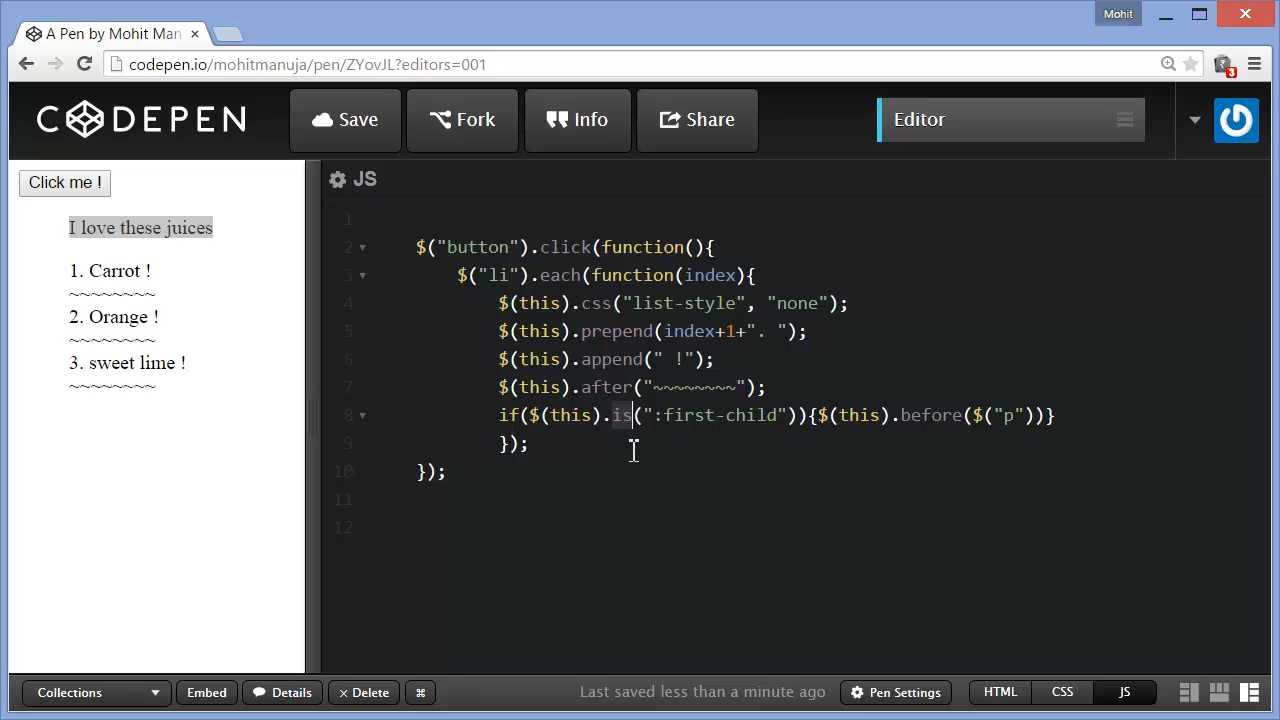 Mohit
A Pen by Mohit Man
codepen.io/mohitmanuja/pen/ZYovJL?editors=001
3
CODEPEN
Save
Fork
Info
Share
Editor
Click me !
I love these juices
1. Carrot !
~~~~~~~~
2. Orange !
~~~~~~~~
3. sweet lime !
~~~~~~~~
JS
1
2 $("button").click(function(){
3 $("li").each(function(index){
4 $(this).css("list-style", "none");
5 $(this).prepend(index+1+". ");
6 $(this).append(" !");
7 $(this).after("~~~~~~~~");
8 if($(this).is(":first-child")){$(this).before($("p"))}
9 });
10 });
11
12
Collections
Embed
Details
× Delete
⌘
Last saved less than a minute ago
Pen Settings
HTML
CSS
JS